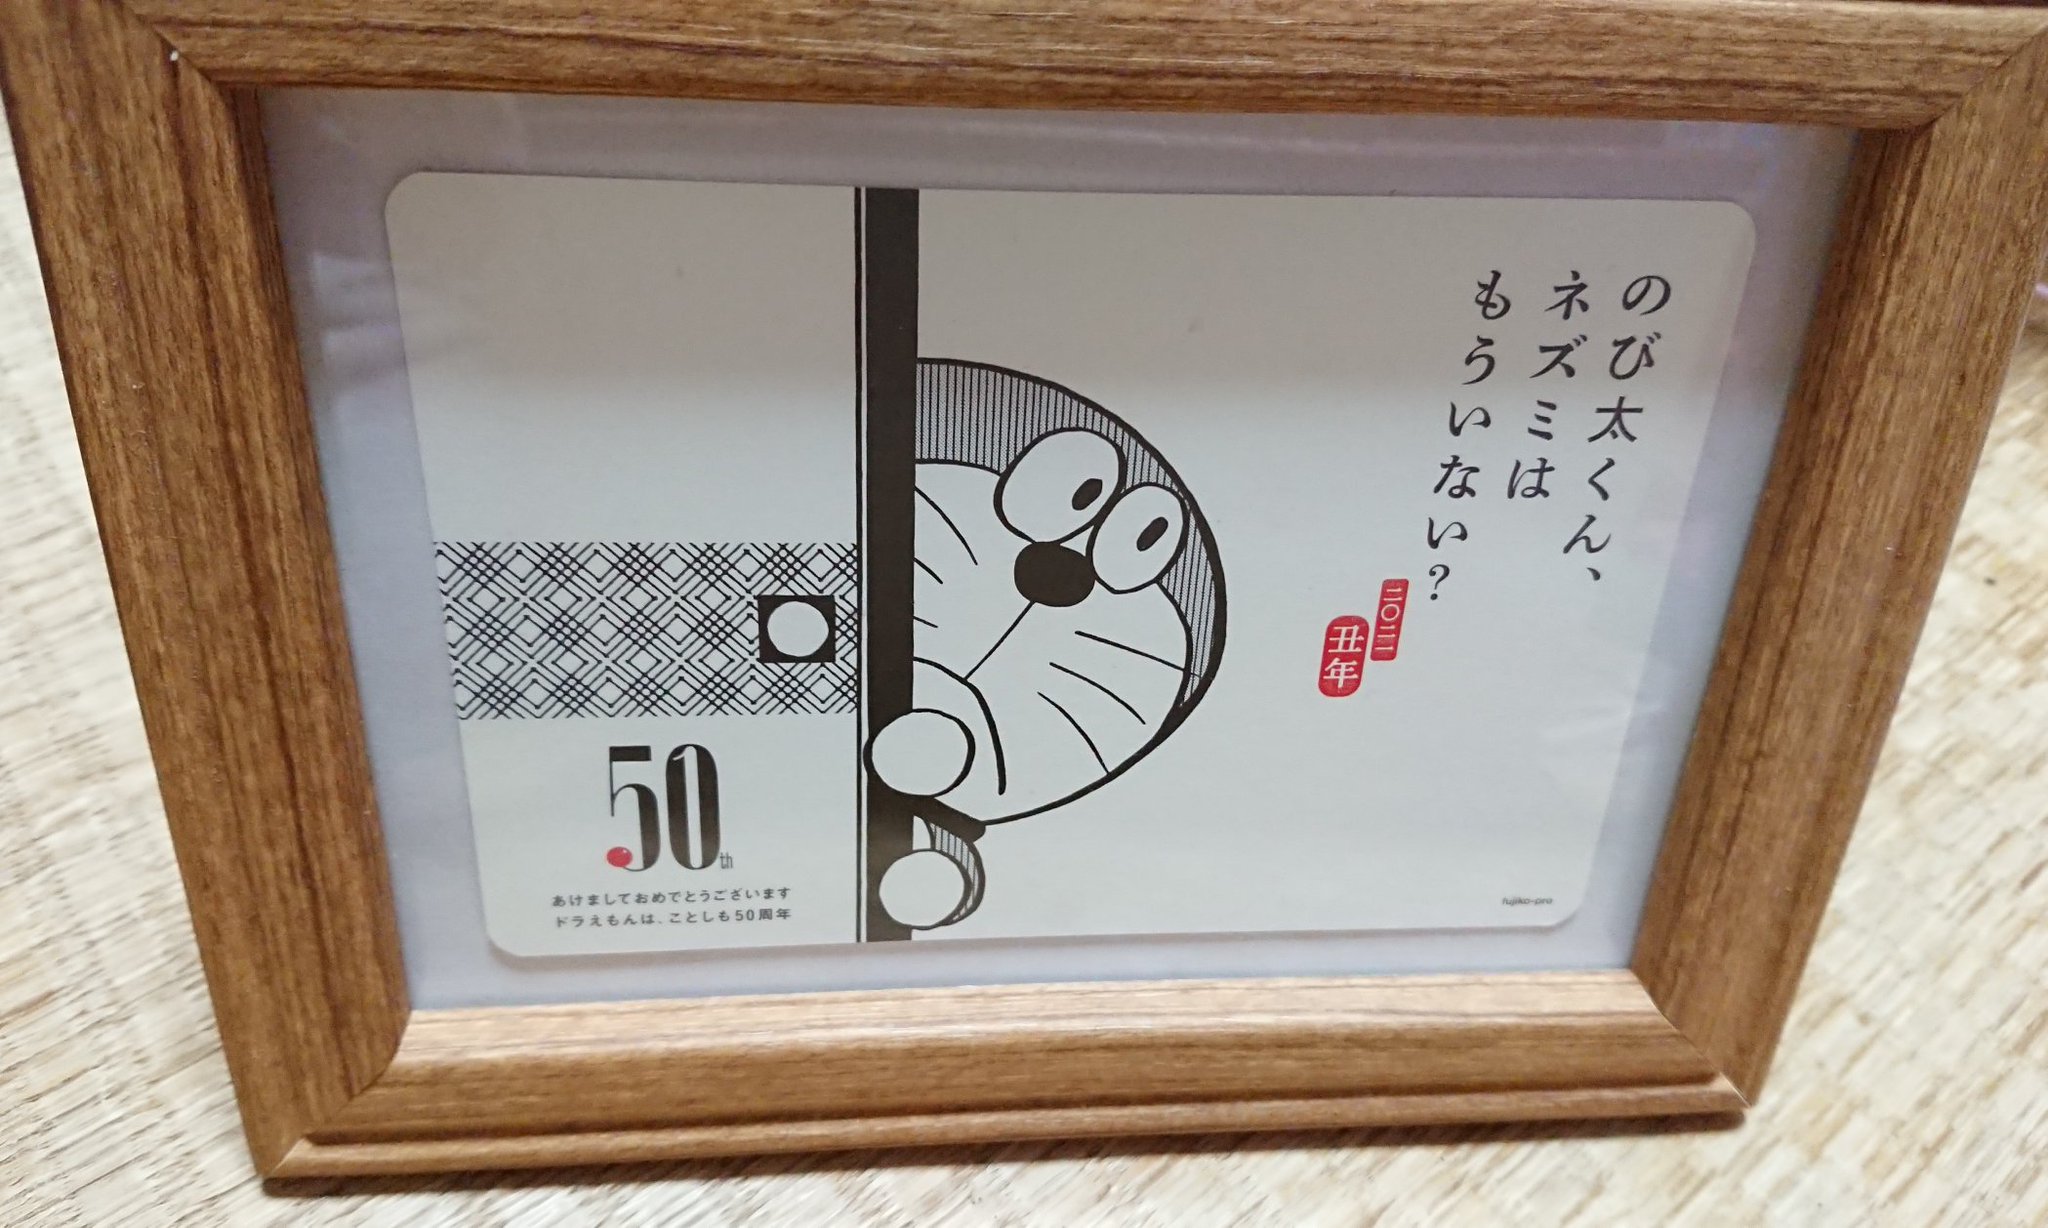 のび太くん、
ネズミは
もういない?
二〇二一
丑年
50th
あけましておめでとうございます
ドラえもんは、ことしも50周年
fujiko-pro